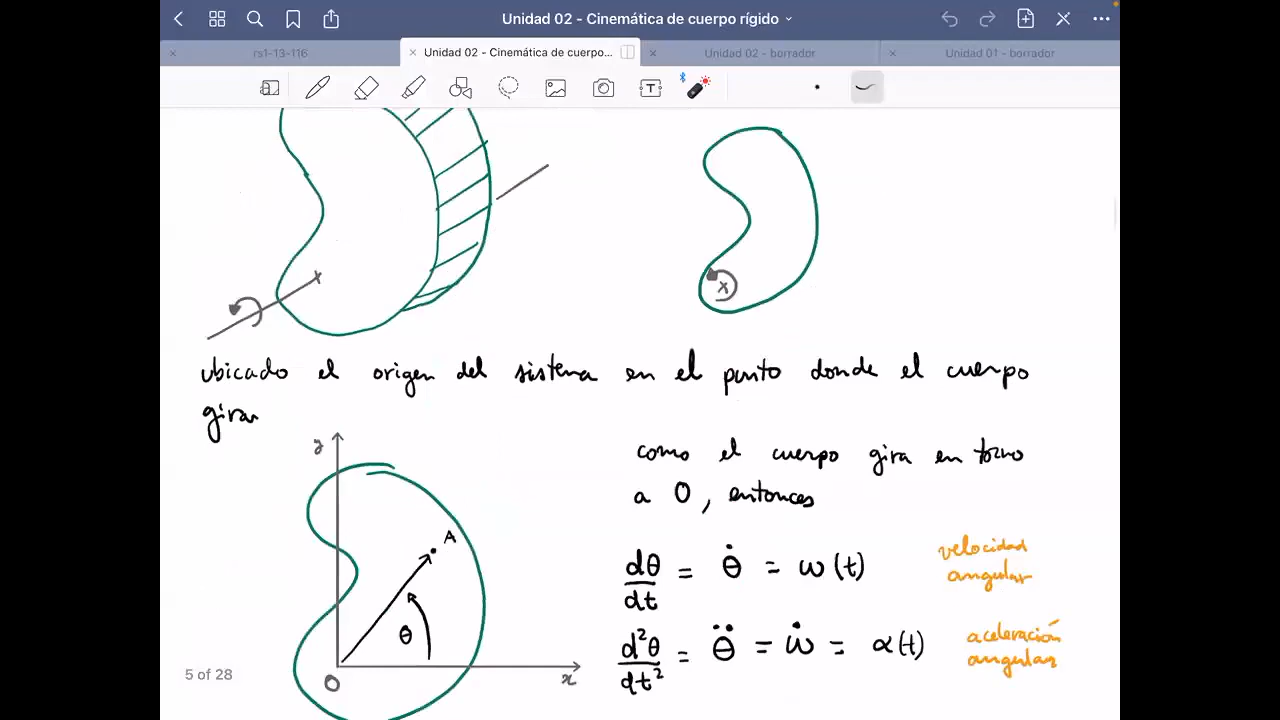 Unidad 02 - Cinemática de cuerpo rígido
rs1-13-116
Unidad 02 - Cinemática de cuerpo...
Unidad 02 - borrador
Unidad 01 - borrador
T
x
x
ubicado el origen del sistema en el punto donde el cuerpo
gira
y
A
θ
O
x
como el cuerpo gira en torno
a O, entonces
dθ/dt = θ̇ = ω(t)
velocidad
angular
d²θ/dt² = θ̈ = ω̇ = α(t)
aceleración
angular
5 of 28